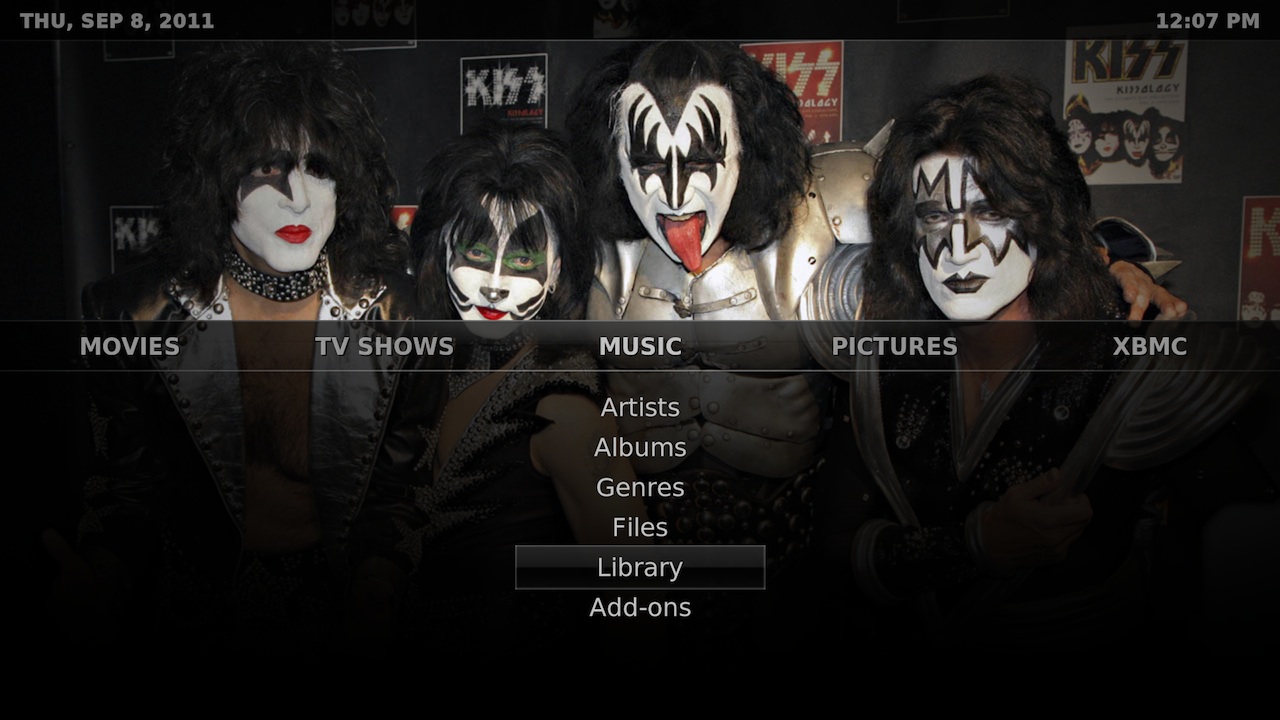 THU, SEP 8, 2011
12:07 PM
KISS
KISSOLOGY
KISS
KISS
KISSOLOGY
MOVIES
TV SHOWS
MUSIC
PICTURES
XBMC
Artists
Albums
Genres
Files
Library
Add-ons